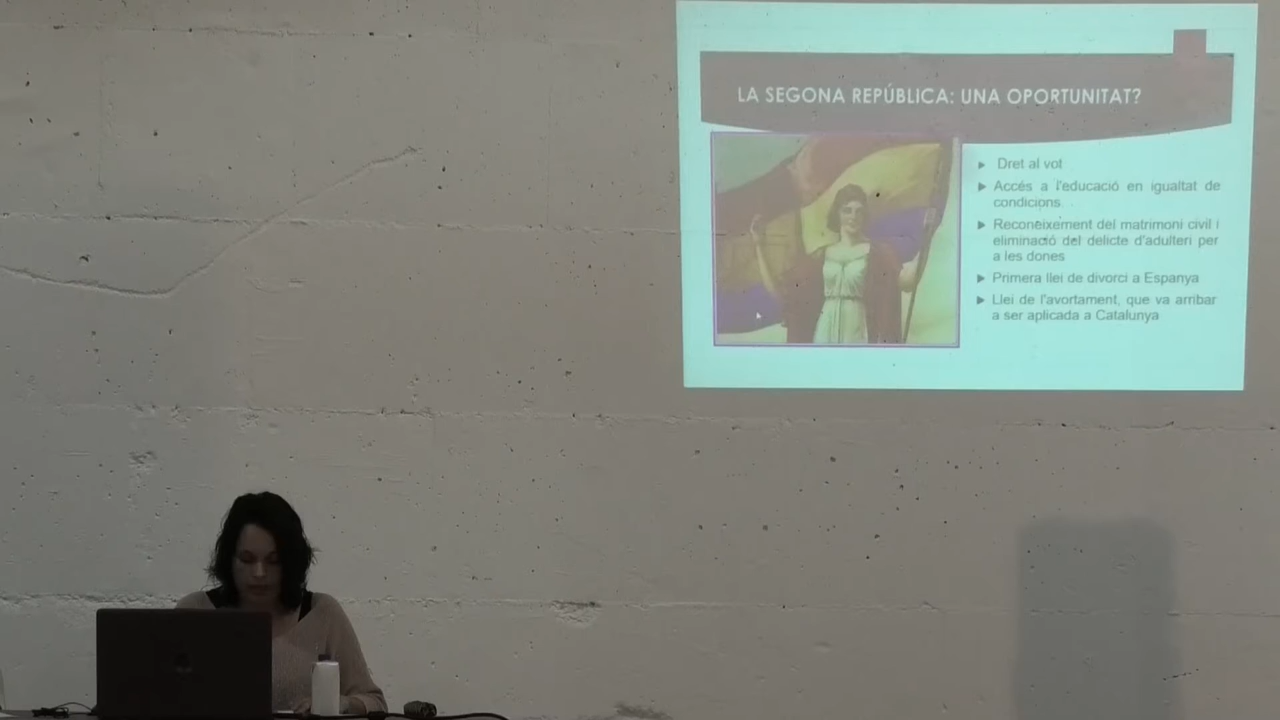 LA SEGONA REPÚBLICA: UNA OPORTUNITAT?
Dret al vot
Accés a l'educació en igualtat de
condicions
Reconeixement del matrimoni civil i
eliminació del delicte d'adulteri per
a les dones
Primera llei de divorci a Espanya
Llei de l'avortament, que va arribar
a ser aplicada a Catalunya